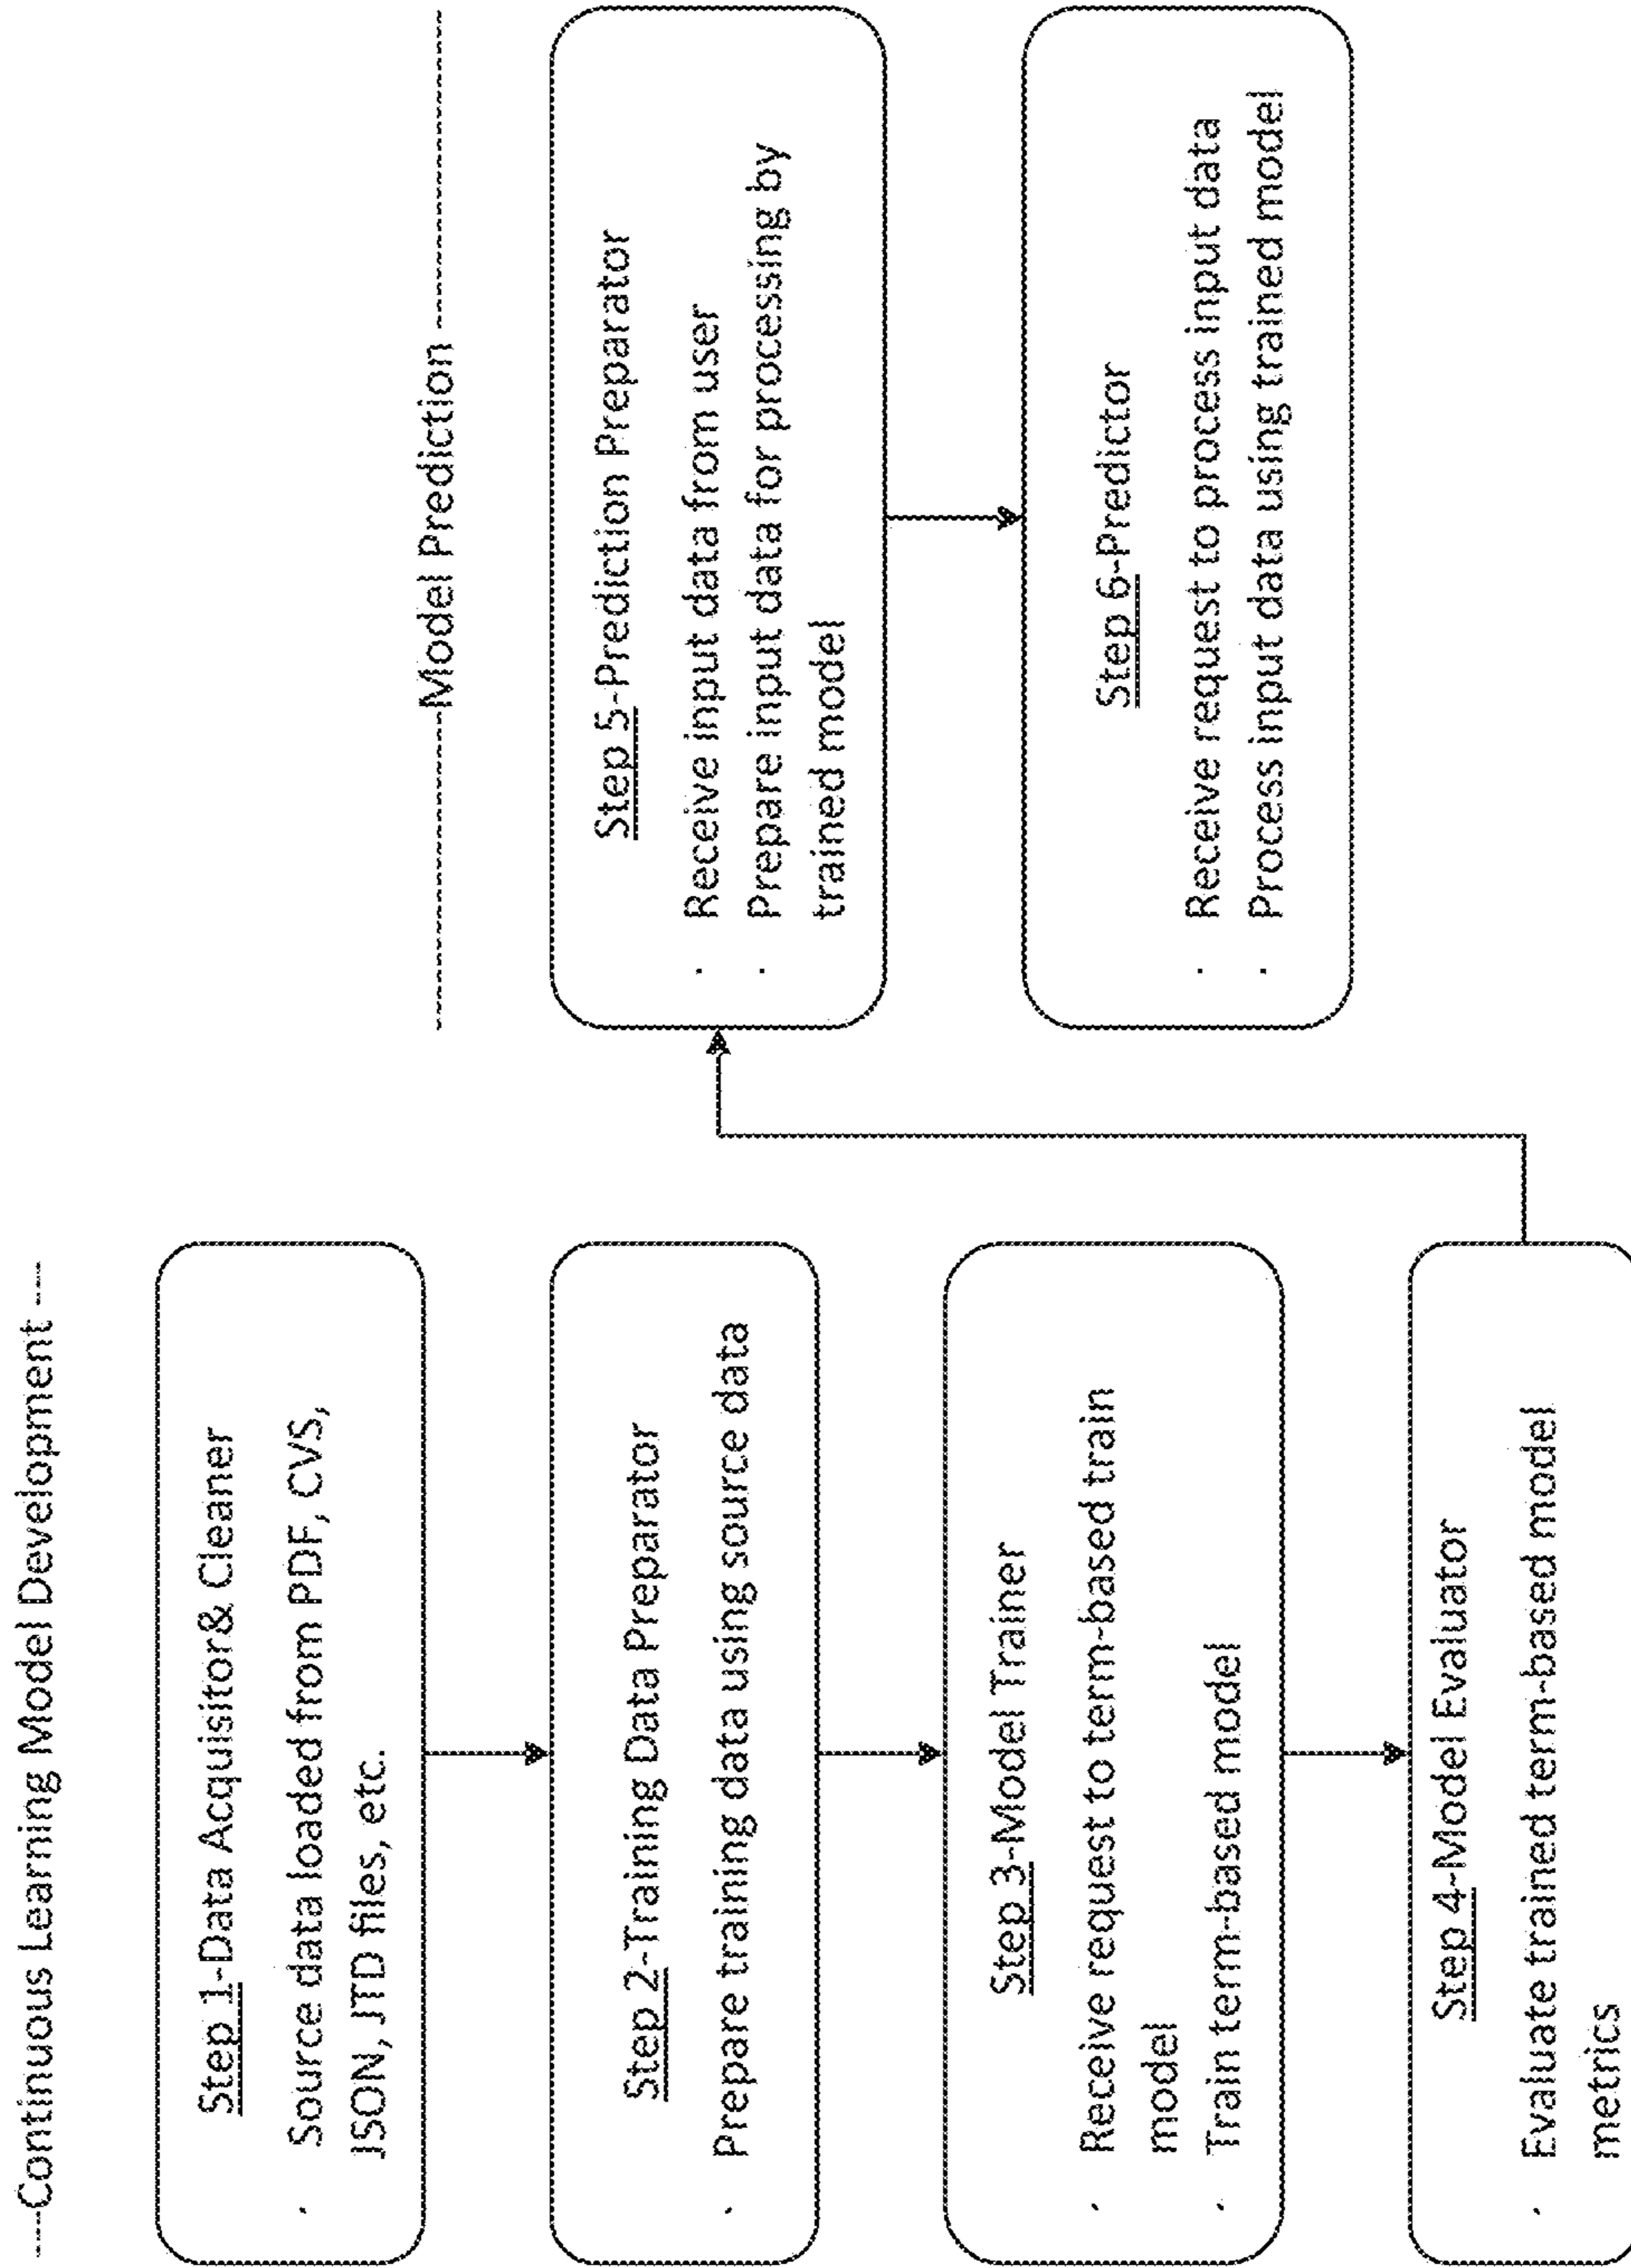 ----Continuous Learning Model Development ---
Step 1-Data Acquisitor& Cleaner
· Source data loaded from PDF, CVS,
JSON, JTD files, etc.
Step 2-Training Data Preparator
· Prepare training data using source data
Step 3-Model Trainer
· Receive request to term-based train
model
· Train term-based model
Step 4-Model Evaluator
· Evaluate trained term-based model
metrics
--------------------Model Prediction --------------------
Step 5-Prediction Preparator
· Receive input data from user
· Prepare input data for processing by
trained model
Step 6-Predictor
· Receive request to process input data
· Process input data using trained model